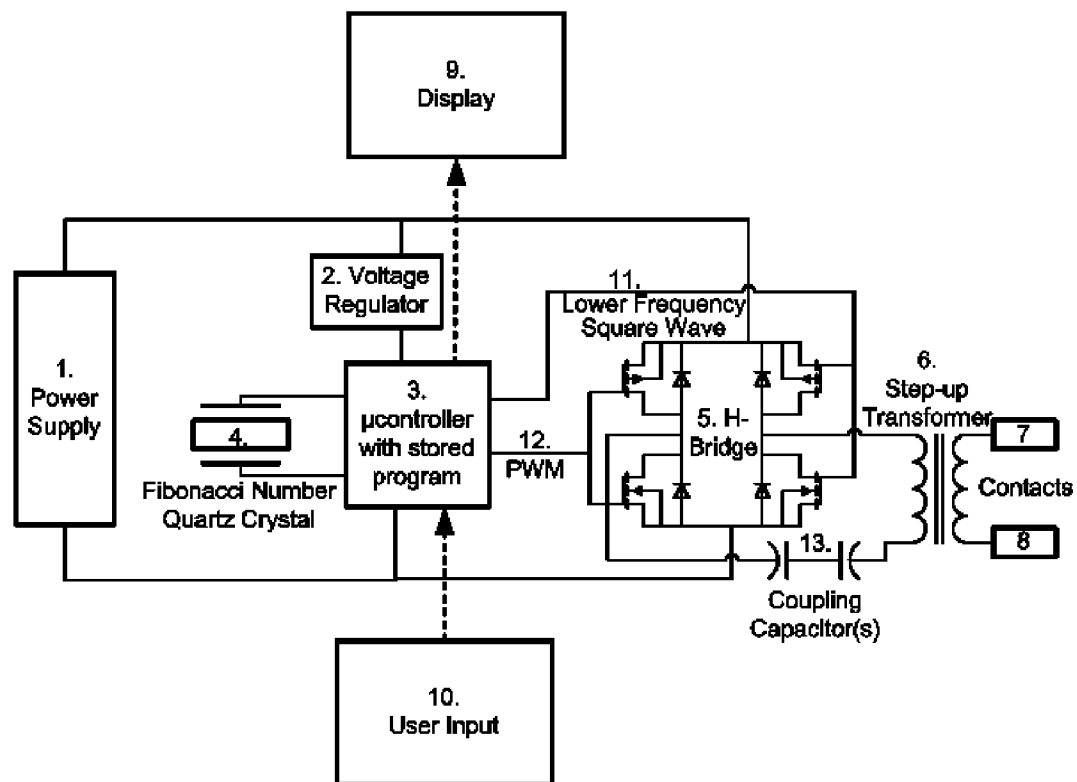 9.
Display
2. Voltage
Regulator
11.
Lower Frequency
Square Wave
1.
Power
Supply
3.
µcontroller
with stored
program
4.
Fibonacci Number
Quartz Crystal
12.
PWM
5. H-
Bridge
6.
Step-up
Transformer
7
Contacts
8
13.
Coupling
Capacitor(s)
10.
User Input